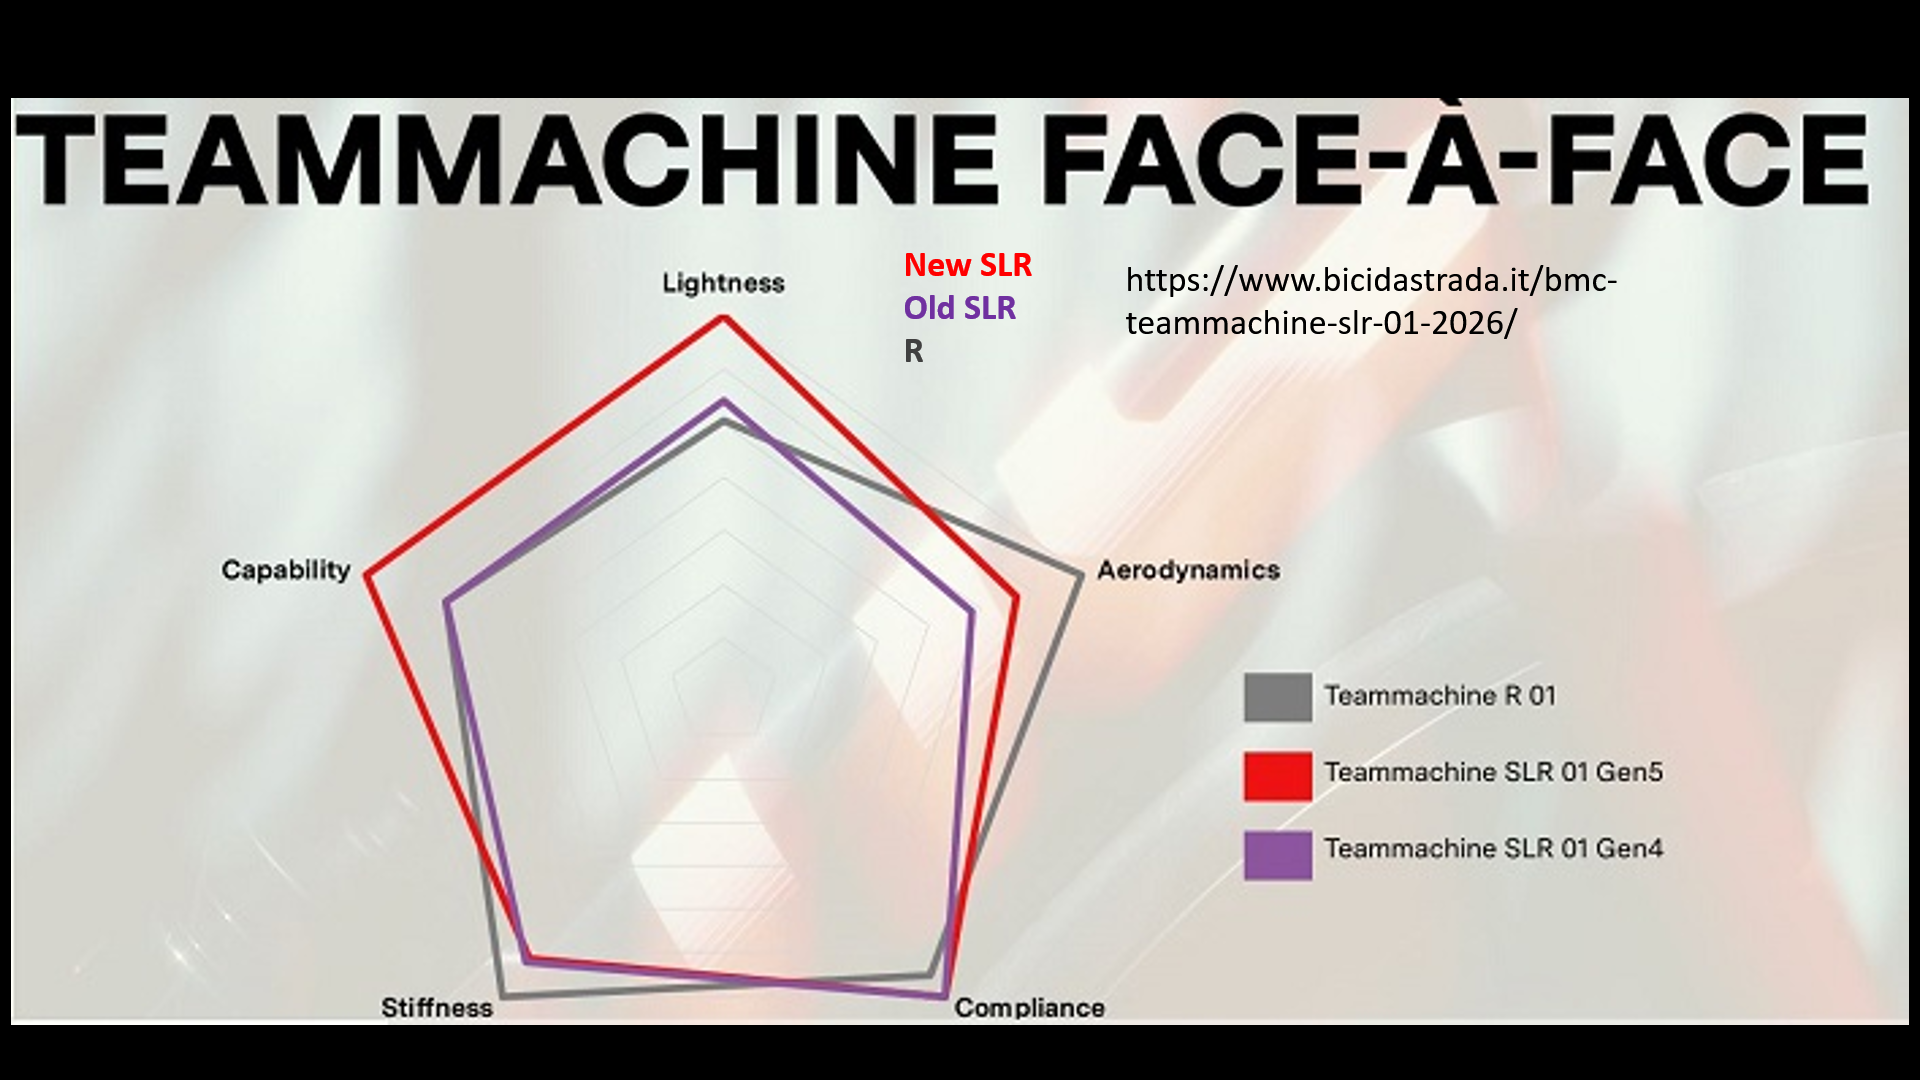 TEAMMACHINE FACE-À-FACE
New SLR
Old SLR
R
https://www.bicidastrada.it/bmc-
teammachine-slr-01-2026/
Lightness
Capability
Aerodynamics
Stiffness
Compliance
Teammachine R 01
Teammachine SLR 01 Gen5
Teammachine SLR 01 Gen4